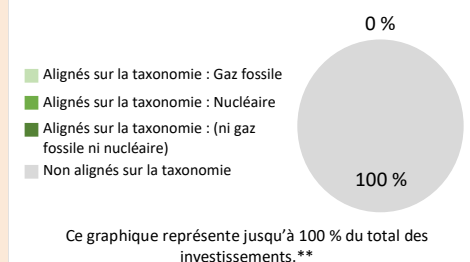 0 %
Alignés sur la taxonomie : Gaz fossile
Alignés sur la taxonomie : Nucléaire
Alignés sur la taxonomie : (ni gaz
fossile ni nucléaire)
Non alignés sur la taxonomie
100 %
Ce graphique représente jusqu’à 100 % du total des
investissements.**